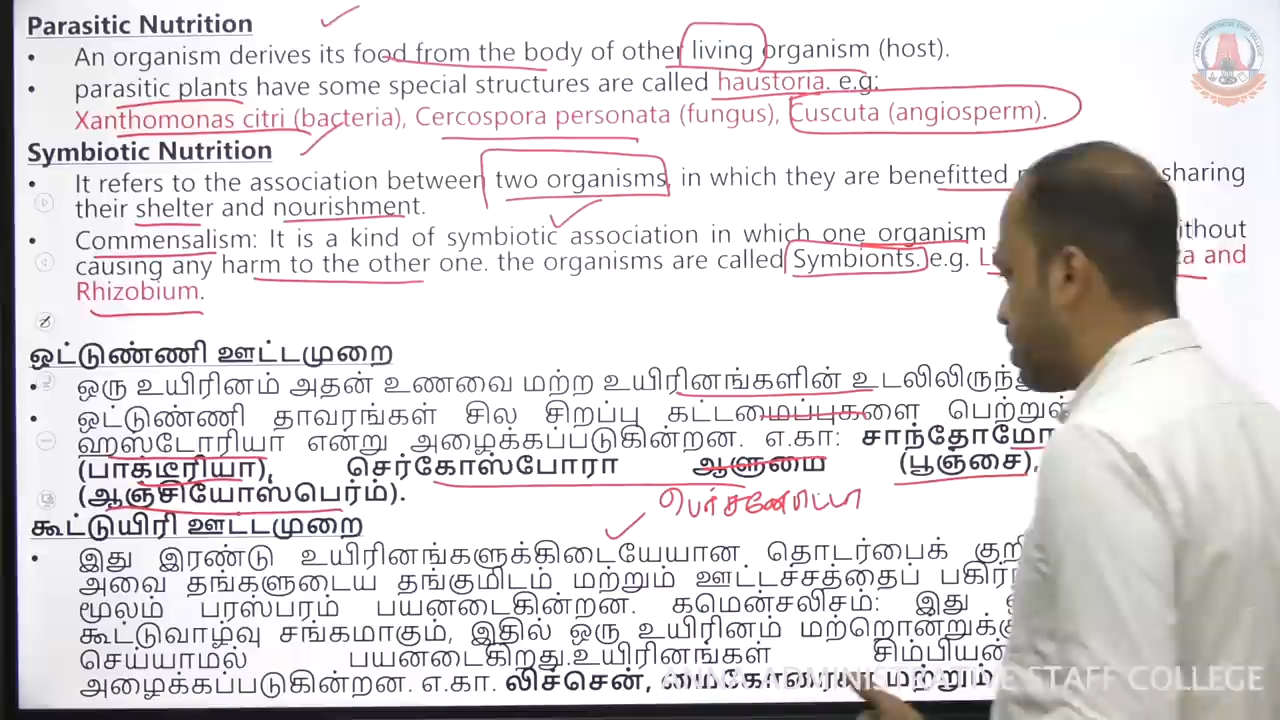 Parasitic Nutrition
• An organism derives its food from the body of other living organism (host).
• parasitic plants have some special structures are called haustoria. e.g:
Xanthomonas citri (bacteria), Cercospora personata (fungus), Cuscuta (angiosperm).
Symbiotic Nutrition
• It refers to the association between two organisms, in which they are benefitted sharing
their shelter and nourishment.
• Commensalism: It is a kind of symbiotic association in which one organism
causing any harm to the other one. the organisms are called Symbionts. e.g. and
Rhizobium.
ஒட்டுண்ணி ஊட்டமுறை
• ஒரு உயிரினம் அதன் உணவை மற்ற உயிரினங்களின்
• ஒட்டுண்ணி தாவரங்கள் சில சிறப்பு கட்டமைப்புகளை
ஹஸ்டோரியா என்று அழைக்கப்படுகின்றன. எ.கா:
(பாக்டீரியா), செர்கோஸ்போரா ஆளுமை (பூஞ்சை),
(ஆஞ்சியோஸ்பெர்ம்).
பெர்சனேட்டா
கூட்டுயிரி ஊட்டமுறை
• இது இரண்டு உயிரினங்களுக்கிடையேயான தொடர்பைக்
அவை தங்களுடைய தங்குமிடம் மற்றும் ஊட்டச்சத்தைப்
மூலம் பரஸ்பரம் பயனடைகின்றன. கமென்சலிசம்: இது
கூட்டுவாழ்வு சங்கமாகும், இதில் ஒரு உயிரினம்
செய்யாமல் பயனடைகிறது.உயிரினங்கள்
அழைக்கப்படுகின்றன. எ.கா. லிச்சென், மற்றும்
ANNA ADMINISTRATIVE STAFF COLLEGE